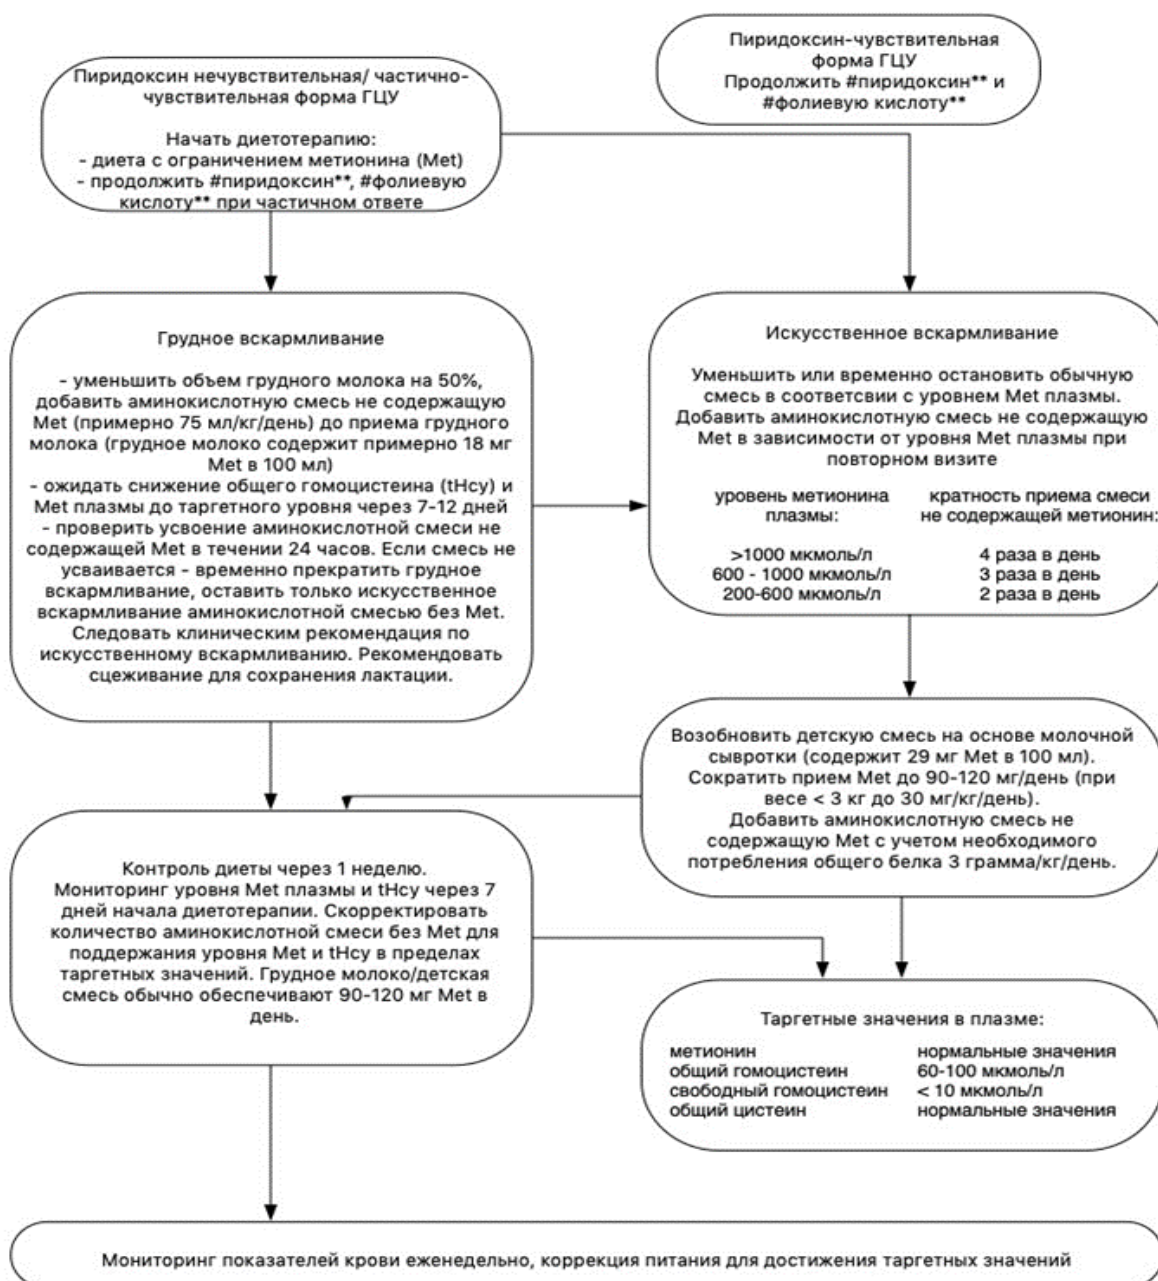 Пиридоксин нечувствительная/ частично-
чувствительная форма ГЦУ
Начать диетотерапию:
- диета с ограничением метионина (Met)
- продолжить #пиридоксин**, #фолиевую
кислоту** при частичном ответе
Пиридоксин-чувствительная
форма ГЦУ
Продолжить #пиридоксин** и
#фолиевую кислоту**
Грудное вскармливание
- уменьшить объем грудного молока на 50%,
добавить аминокислотную смесь не содержащую
Met (примерно 75 мл/кг/день) до приема грудного
молока (грудное молоко содержит примерно 18 мг
Met в 100 мл)
- ожидать снижение общего гомоцистеина (tHcy) и
Met плазмы до таргетного уровня через 7-12 дней
- проверить усвоение аминокислотной смеси не
содержащей Met в течении 24 часов. Если смесь не
усваивается - временно прекратить грудное
вскармливание, оставить только искусственное
вскармливание аминокислотной смесью без Met.
Следовать клиническим рекомендация по
искусственному вскармливанию. Рекомендовать
сцеживание для сохранения лактации.
Искусственное вскармливание
Уменьшить или временно остановить обычную
смесь в соответсвии с уровнем Met плазмы.
Добавить аминокислотную смесь не содержащую
Met в зависимости от уровня Met плазмы при
повторном визите
уровень метионина кратность приема смеси
плазмы: не содержащей метионин:
>1000 мкмоль/л 4 раза в день
600 - 1000 мкмоль/л 3 раза в день
200-600 мкмоль/л 2 раза в день
Возобновить детскую смесь на основе молочной
сывротки (содержит 29 мг Met в 100 мл).
Сократить прием Met до 90-120 мг/день (при
весе < 3 кг до 30 мг/кг/день).
Добавить аминокислотную смесь не
содержащую Met с учетом необходимого
потребления общего белка 3 грамма/кг/день.
Контроль диеты через 1 неделю.
Мониторинг уровня Met плазмы и tHcy через 7
дней начала диетотерапии. Скорректировать
количество аминокислотной смеси без Met для
поддержания уровня Met и tHcy в пределах
таргетных значений. Грудное молоко/детская
смесь обычно обеспечивают 90-120 мг Met в
день.
Таргетные значения в плазме:
метионин нормальные значения
общий гомоцистеин 60-100 мкмоль/л
свободный гомоцистеин < 10 мкмоль/л
общий цистеин нормальные значения
Мониторинг показателей крови еженедельно, коррекция питания для достижения таргетных значений